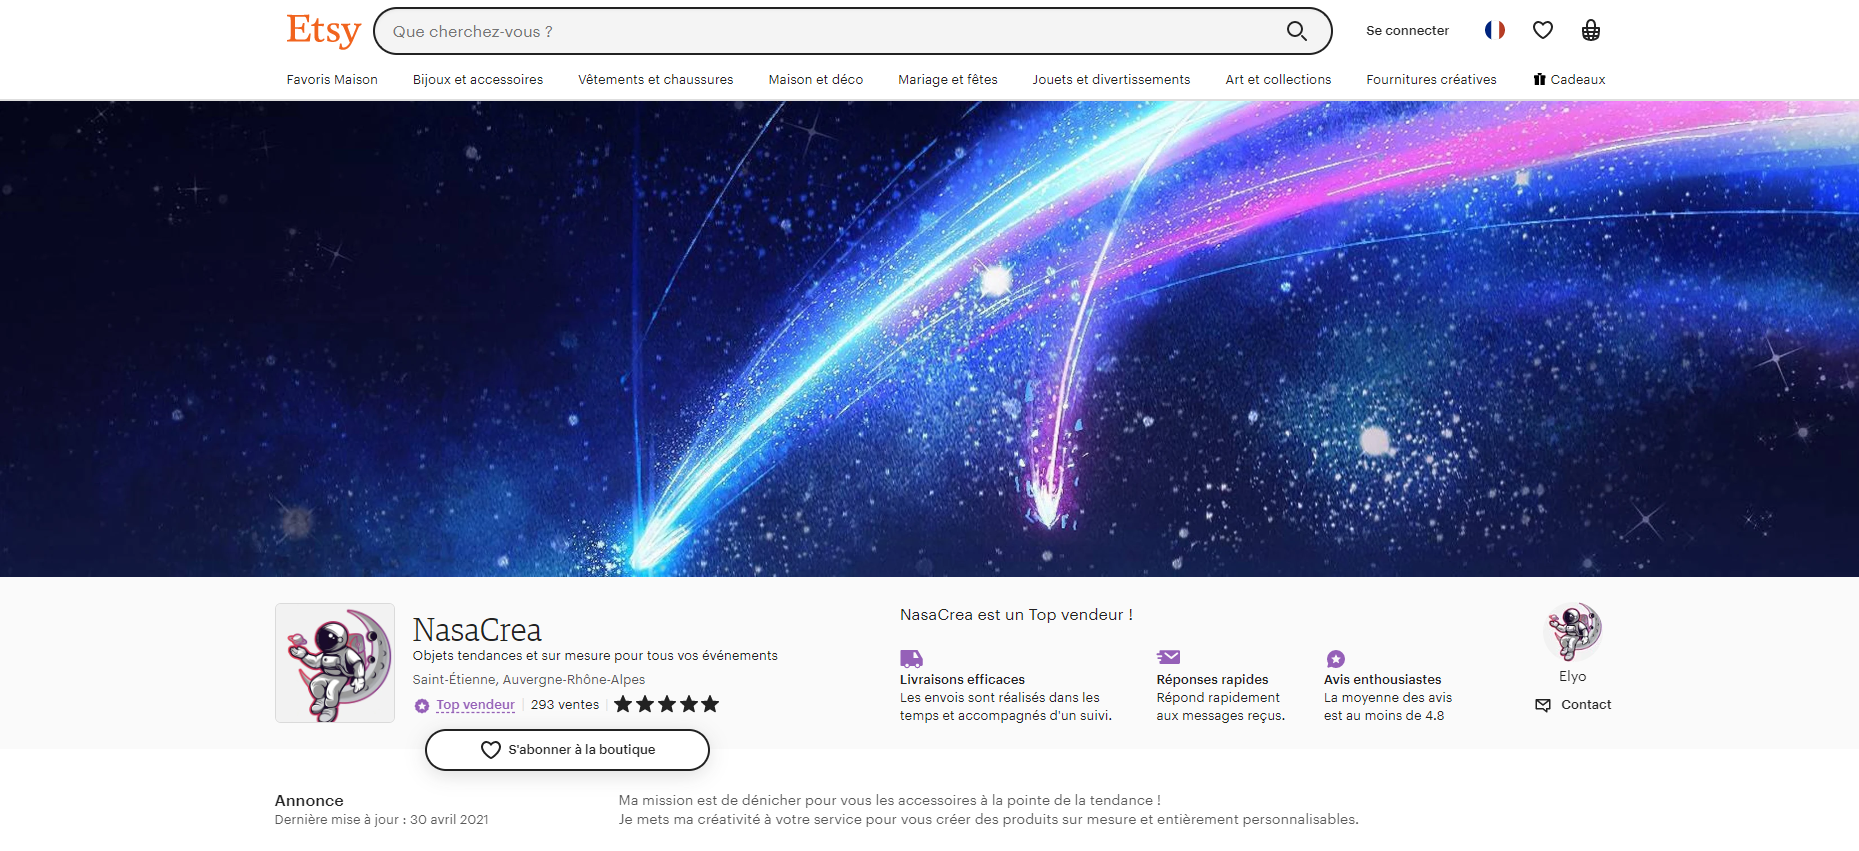 Etsy
Que cherchez-vous ?
Se connecter
Favoris Maison
Bijoux et accessoires
Vêtements et chaussures
Maison et déco
Mariage et fêtes
Jouets et divertissements
Art et collections
Fournitures créatives
Cadeaux
NasaCrea
Objets tendances et sur mesure pour tous vos événements
Saint-Étienne, Auvergne-Rhône-Alpes
Top vendeur
293 ventes
S'abonner à la boutique
NasaCrea est un Top vendeur !
Livraisons efficaces
Les envois sont réalisés dans les
temps et accompagnés d'un suivi.
Réponses rapides
Répond rapidement
aux messages reçus.
Avis enthousiastes
La moyenne des avis
est au moins de 4.8
Elyo
Contact
Annonce
Dernière mise à jour : 30 avril 2021
Ma mission est de dénicher pour vous les accessoires à la pointe de la tendance !
Je mets ma créativité à votre service pour vous créer des produits sur mesure et entièrement personnalisables.